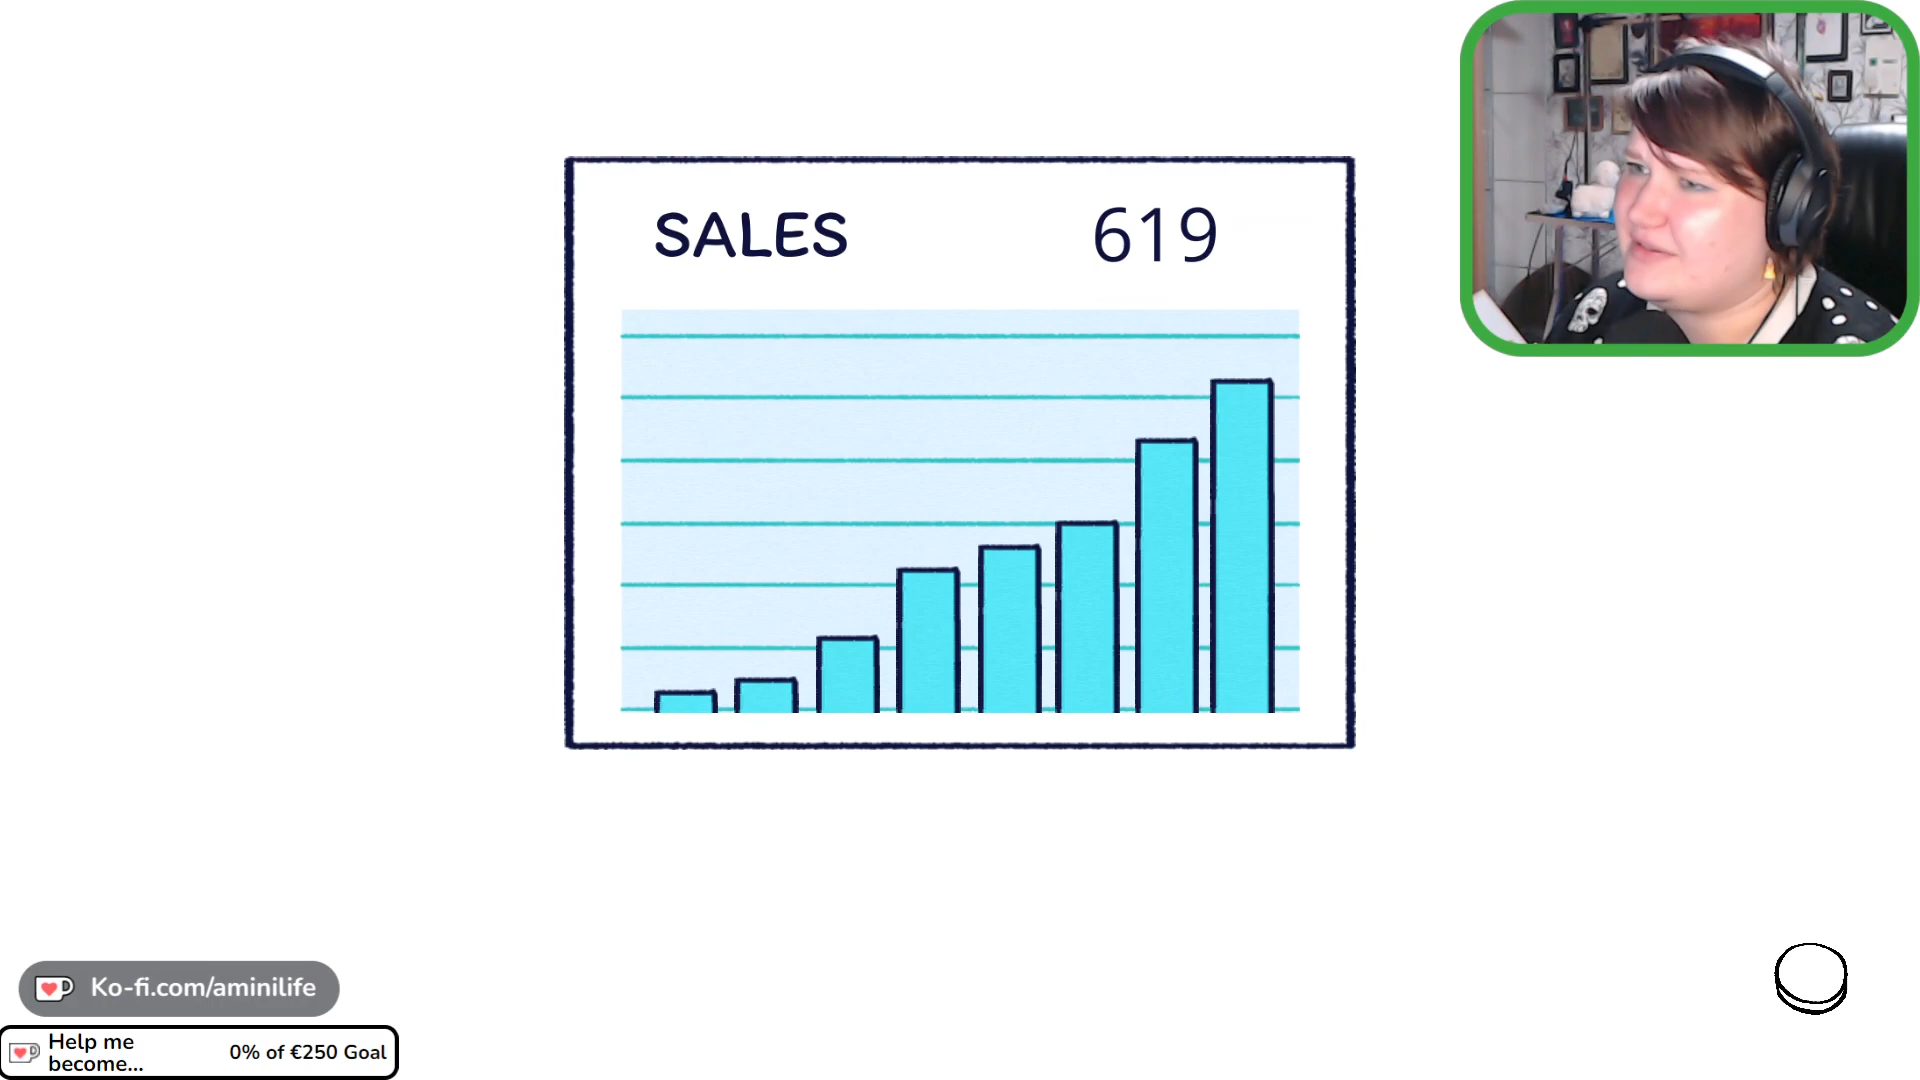 SALES 619
Ko-fi.com/aminilife
Help me
become...
0% of €250 Goal